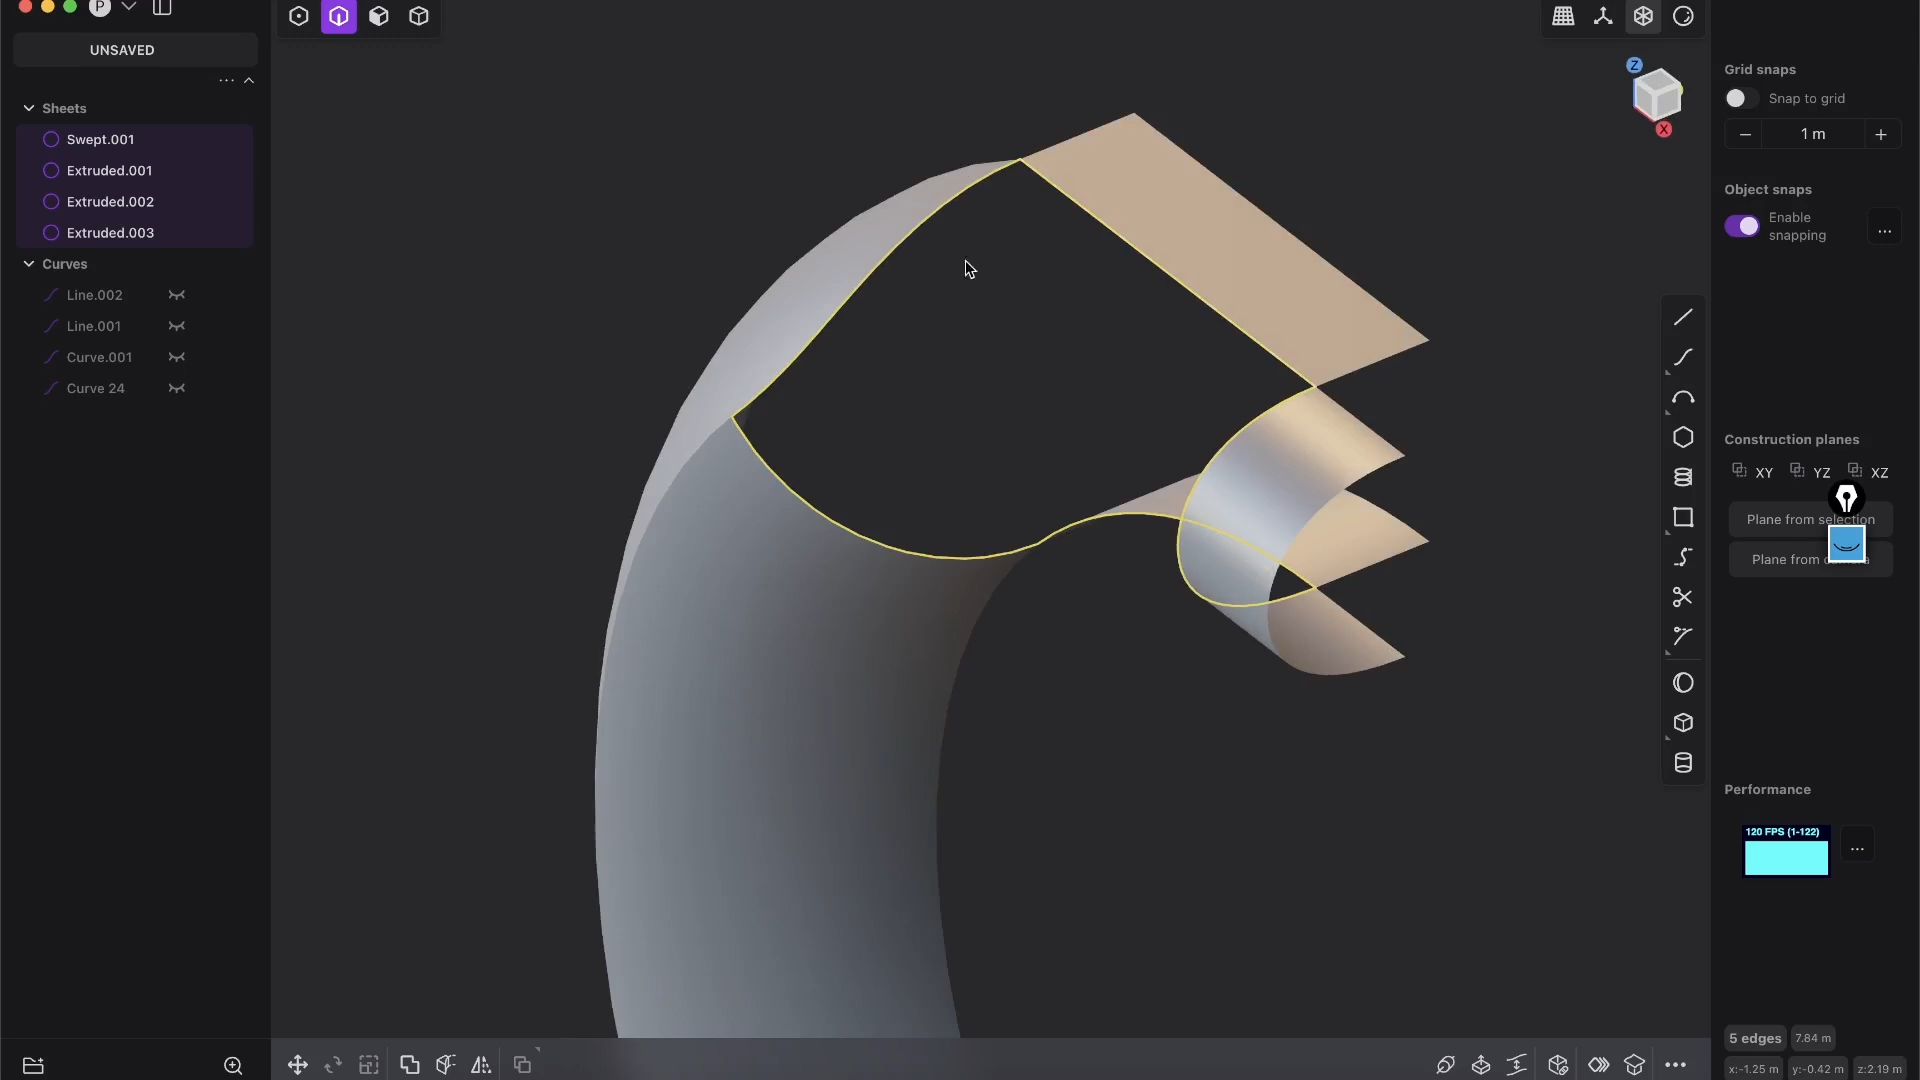 P
UNSAVED
Sheets
Swept.001
Extruded.001
Extruded.002
Extruded.003
Curves
Line.002
Line.001
Curve.001
Curve 24
Z
X
Grid snaps
Snap to grid
1 m
Object snaps
Enable
snapping
Construction planes
XY YZ XZ
Plane from selection
Plane from
Performance
120 FPS (1-122)
5 edges 7.84 m
x:-1.25 m y:-0.42 m z:2.19 m